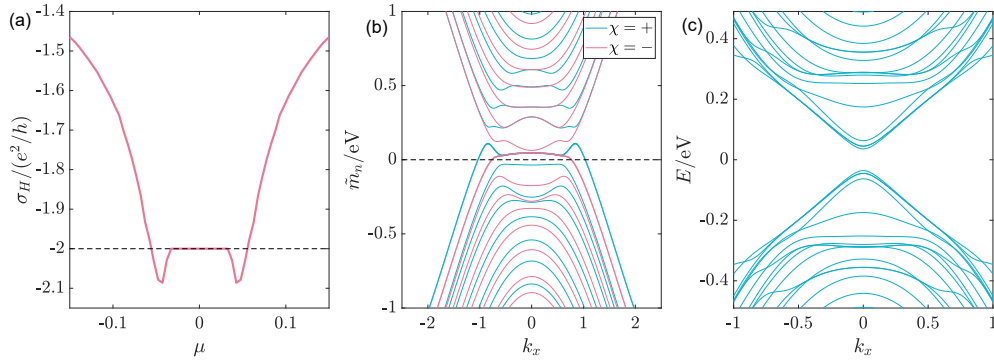 (a)
-1.4
-1.5
-1.6
-1.7
-1.8
-1.9
-2
-2.1
σ_H/(e²/h)
-0.1
0
0.1
μ
(b)
1
0.5
0
-0.5
-1
m̃_n/eV
χ = +
χ = −
-2
-1
0
1
2
k_x
(c)
0.4
0.2
0
-0.2
-0.4
E/eV
-1
-0.5
0
0.5
1
k_x